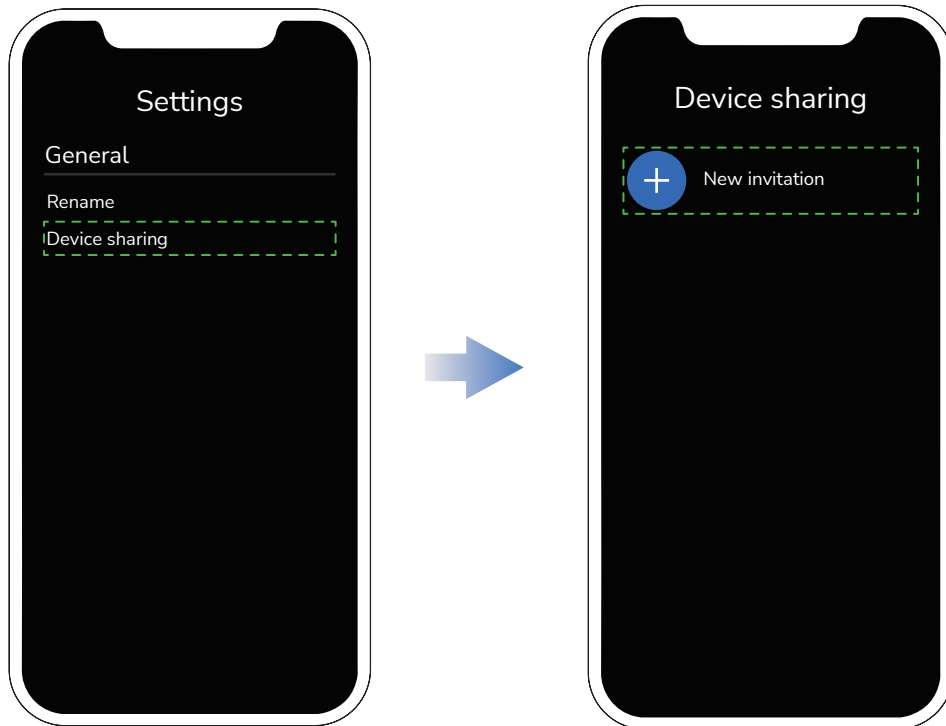 Settings
General
Rename
Device sharing
Device sharing
New invitation